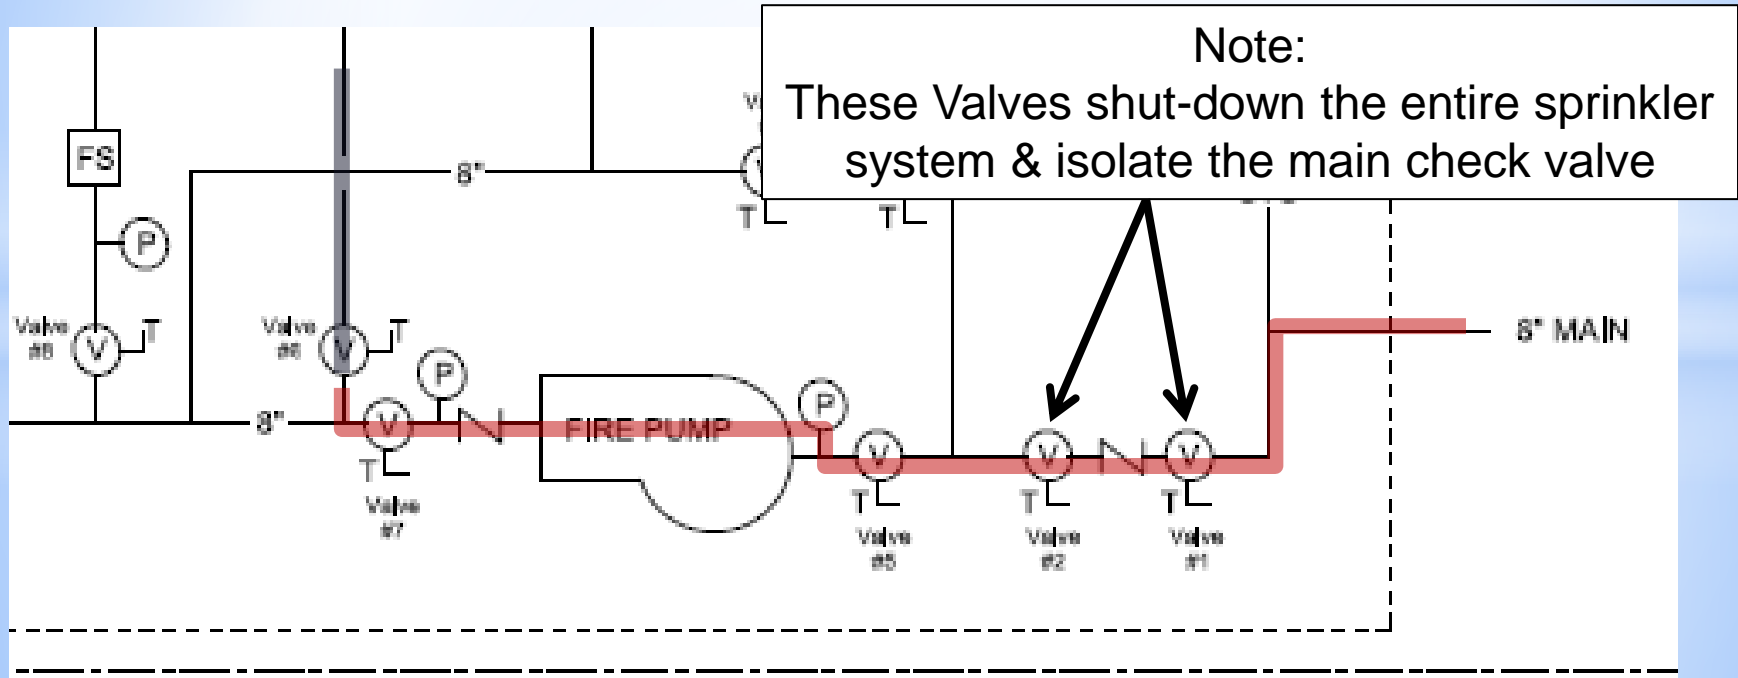 Note:
These Valves shut-down the entire sprinkler
system & isolate the main check valve
FS
8"
T
T
P
Valve
V
T
Valve
V
T
P
8"
V
T
Valve
#7
FIRE PUMP
P
V
T
Valve
#5
V
T
Valve
#2
V
T
Valve
#1
8" MAIN